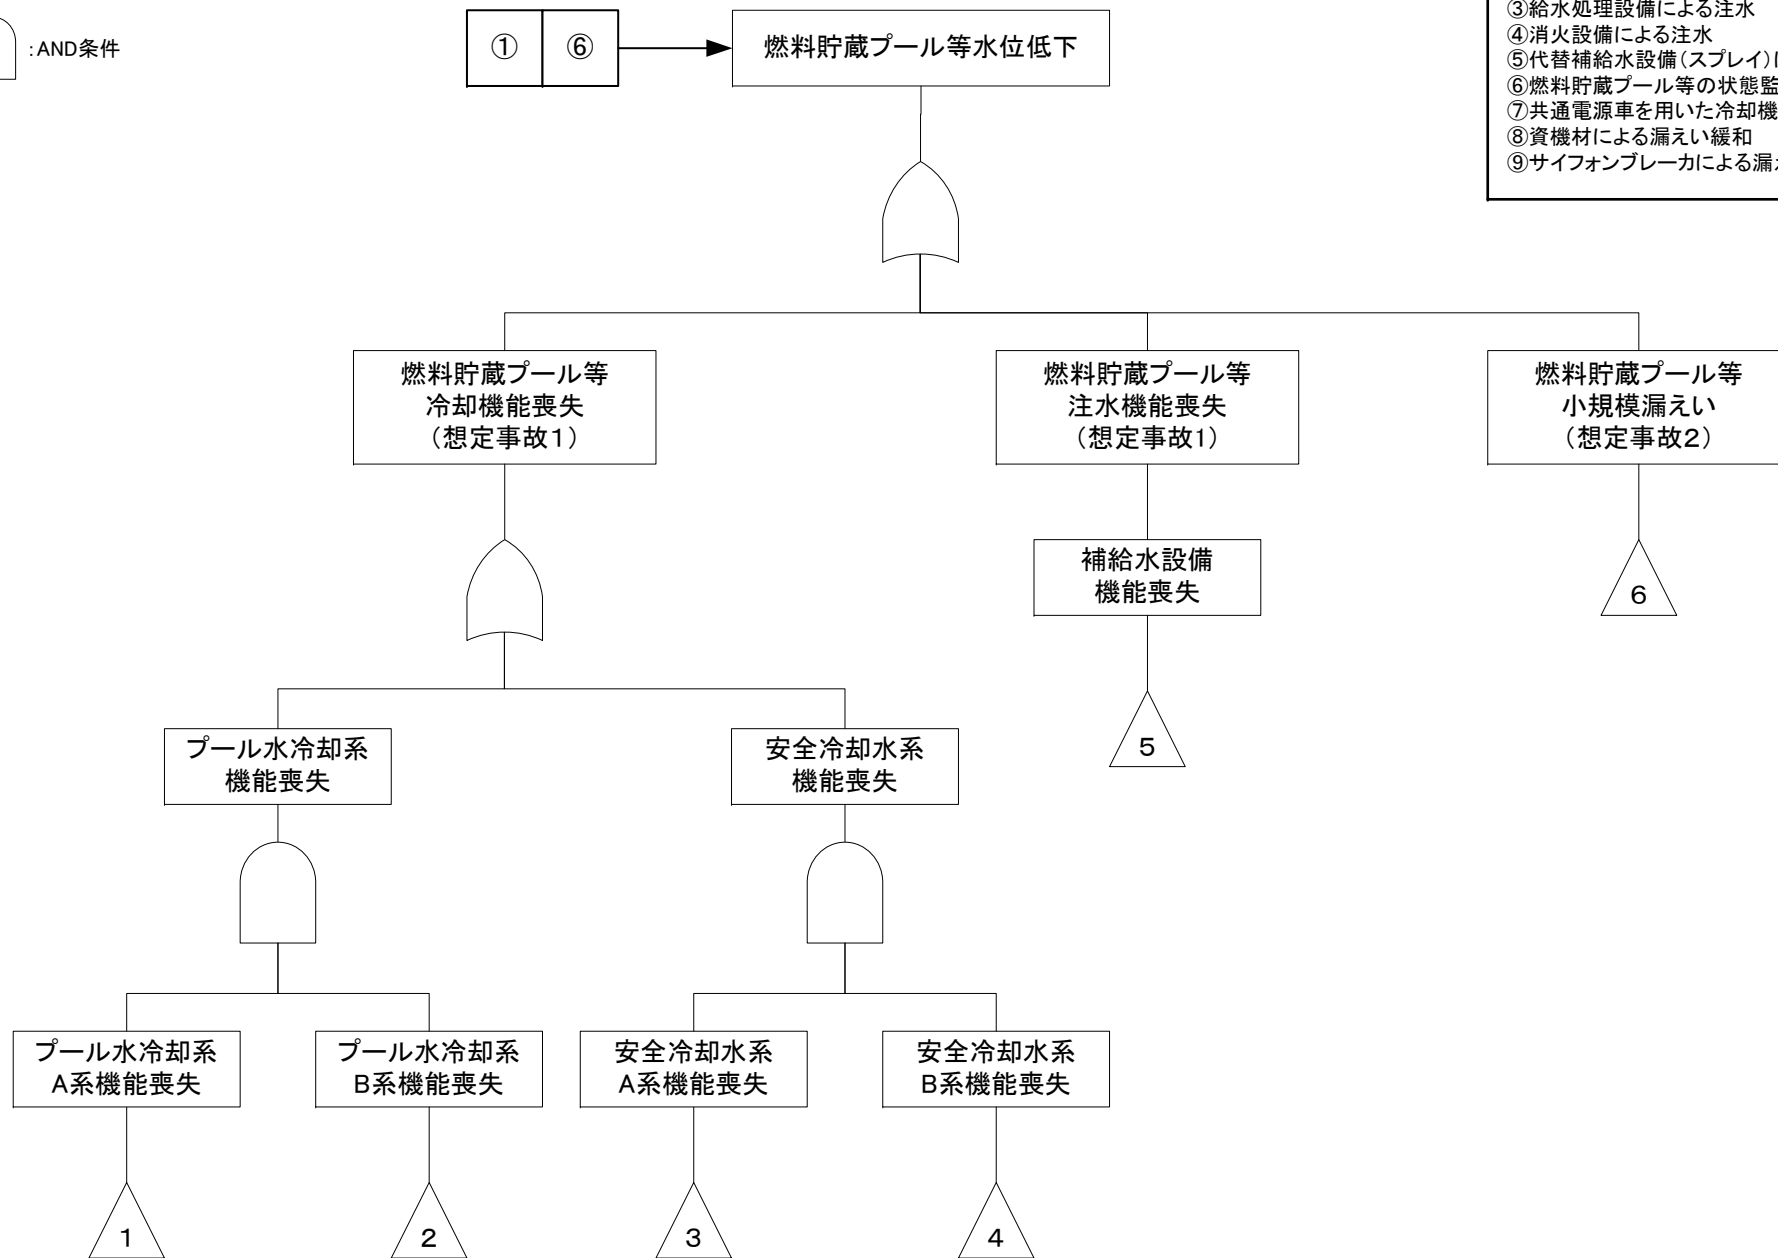 :AND条件
① ⑥
燃料貯蔵プール等水位低下
③給水処理設備による注水
④消火設備による注水
⑤代替補給水設備(スプレイ)
⑥燃料貯蔵プール等の状態監
⑦共通電源車を用いた冷却機
⑧資機材による漏えい緩和
⑨サイフォンブレーカによる漏
燃料貯蔵プール等
冷却機能喪失
(想定事故1)
燃料貯蔵プール等
注水機能喪失
(想定事故1)
燃料貯蔵プール等
小規模漏えい
(想定事故2)
補給水設備
機能喪失
6
プール水冷却系
機能喪失
安全冷却水系
機能喪失
5
プール水冷却系
A系機能喪失
プール水冷却系
B系機能喪失
安全冷却水系
A系機能喪失
安全冷却水系
B系機能喪失
1
2
3
4